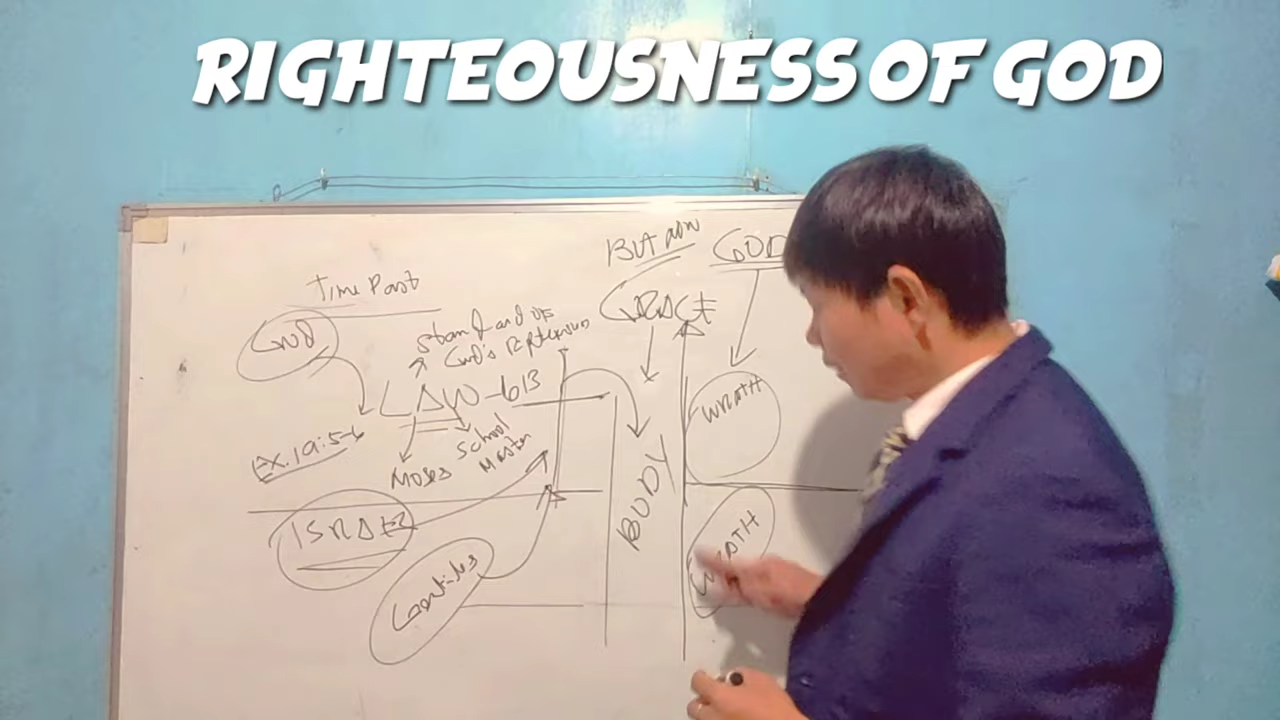 RIGHTEOUSNESS OF GOD
BUT NOW
GOD
Time Past
GRACE
God
standard of
God's Righteousness
LAW - 613
WRATH
EX. 19:5-6
School
Master
Moses
BODY
ISRAEL
WRATH
Gentiles